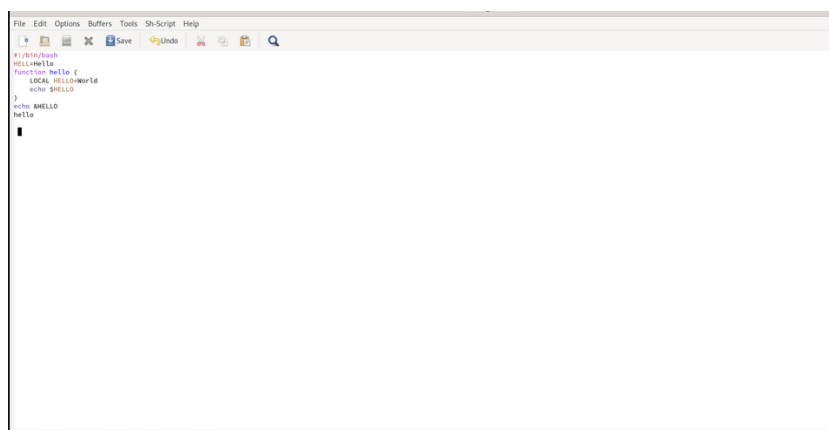 File Edit Options Buffers Tools Sh-Script Help
Save Undo
#!/bin/bash
HELL=Hello
function hello {
    LOCAL HELLO=World
    echo $HELLO
}
echo &HELLO
hello